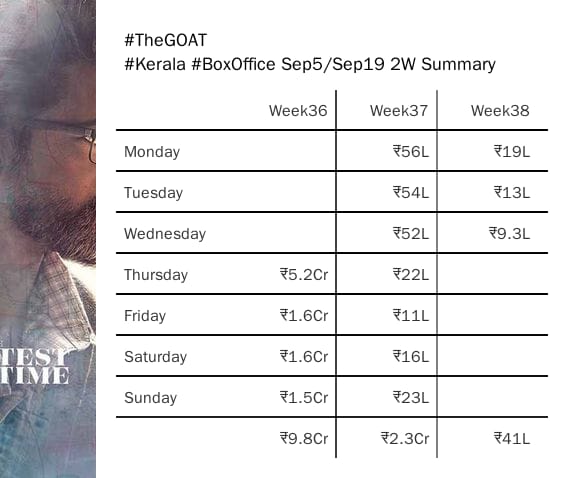 #TheGOAT
#Kerala #BoxOffice Sep5/Sep19 2W Summary
Week36 Week37 Week38
Monday ₹56L ₹19L
Tuesday ₹54L ₹13L
Wednesday ₹52L ₹9.3L
Thursday ₹5.2Cr ₹22L
Friday ₹1.6Cr ₹11L
Saturday ₹1.6Cr ₹16L
Sunday ₹1.5Cr ₹23L
₹9.8Cr ₹2.3Cr ₹41L
TEST
TIME